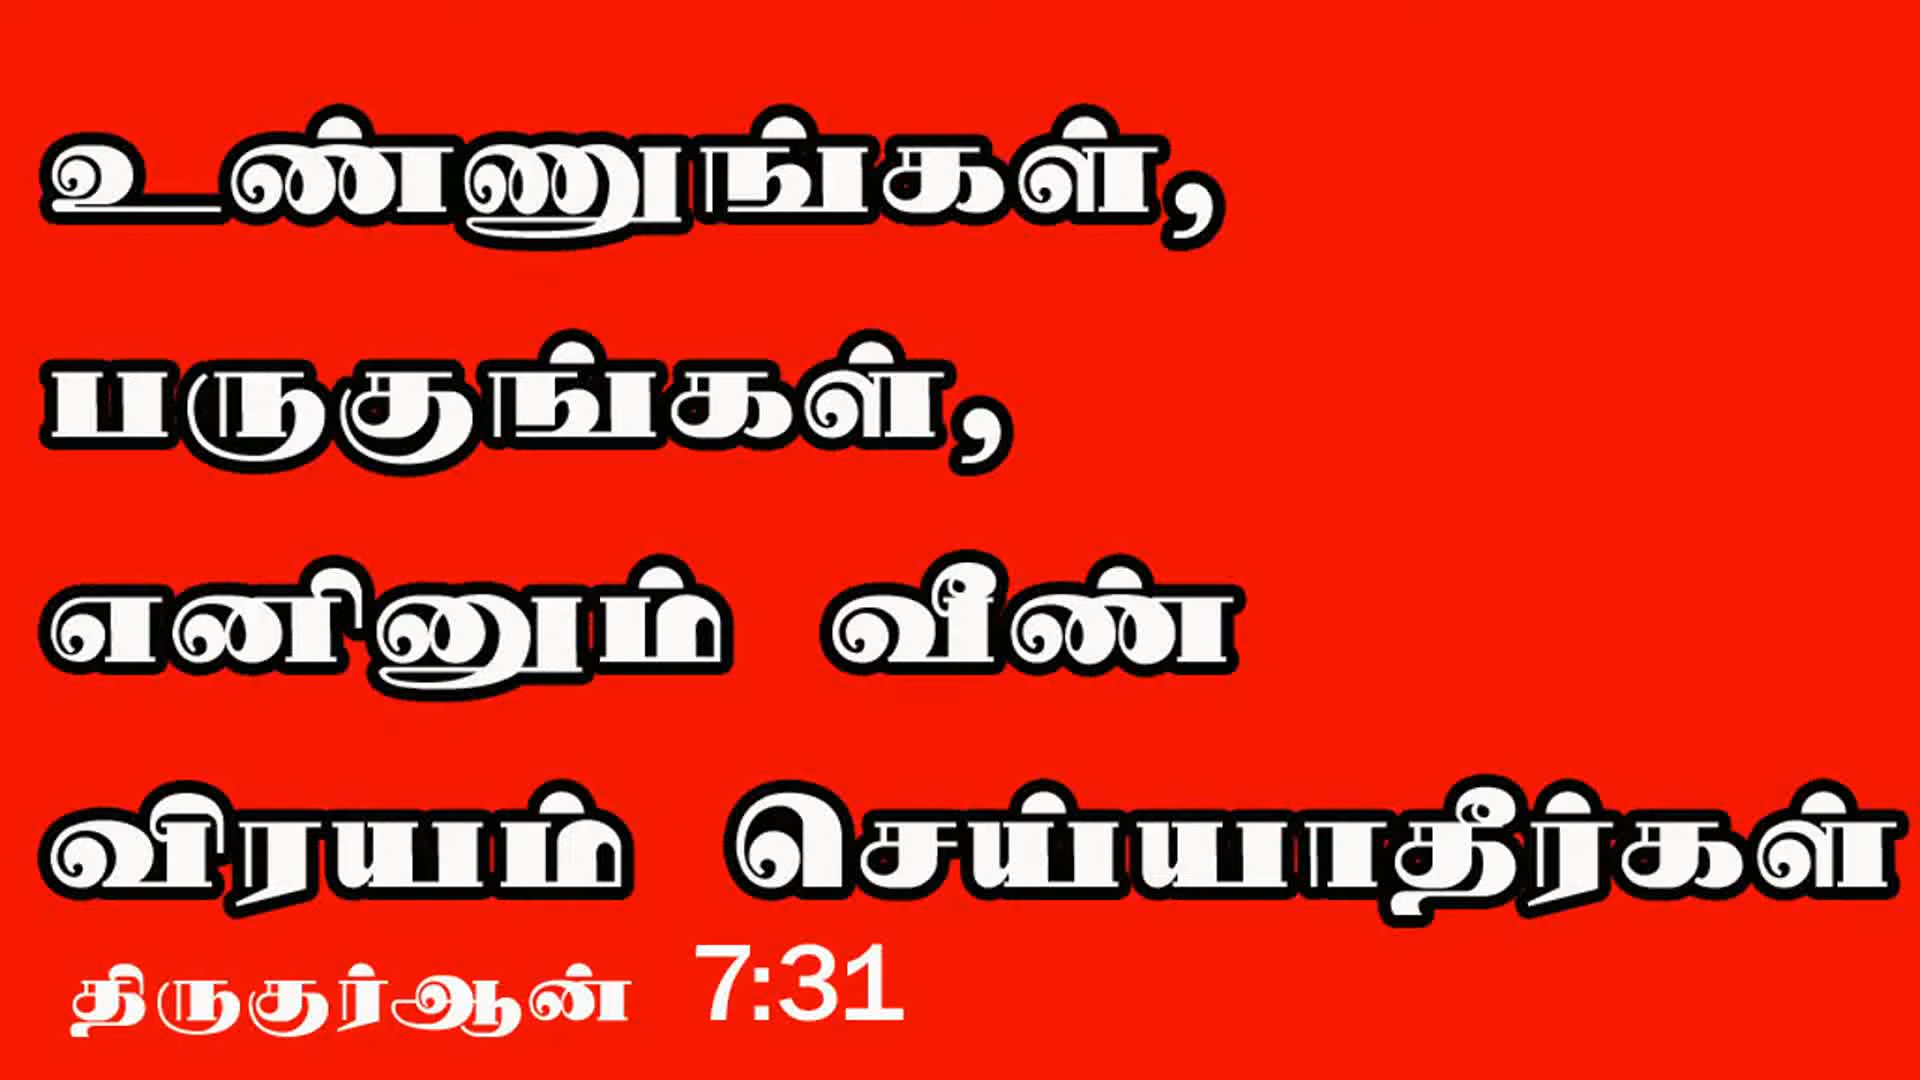 உண்ணுங்கள்,
பருகுங்கள்,
எனினும் வீண்
விரயம் செய்யாதீர்கள்
திருகுர்ஆன் 7:31